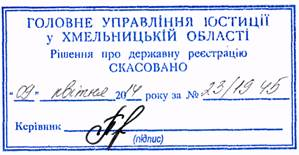 ГОЛОВНЕ УПРАВЛІННЯ ЮСТИЦІЇ
у ХМЕЛЬНИЦЬКІЙ ОБЛАСТІ
Рішення про державну реєстрацію
СКАСОВАНО
"09" квітня 2014 року за № 23/1945
Керівник
(підпис)